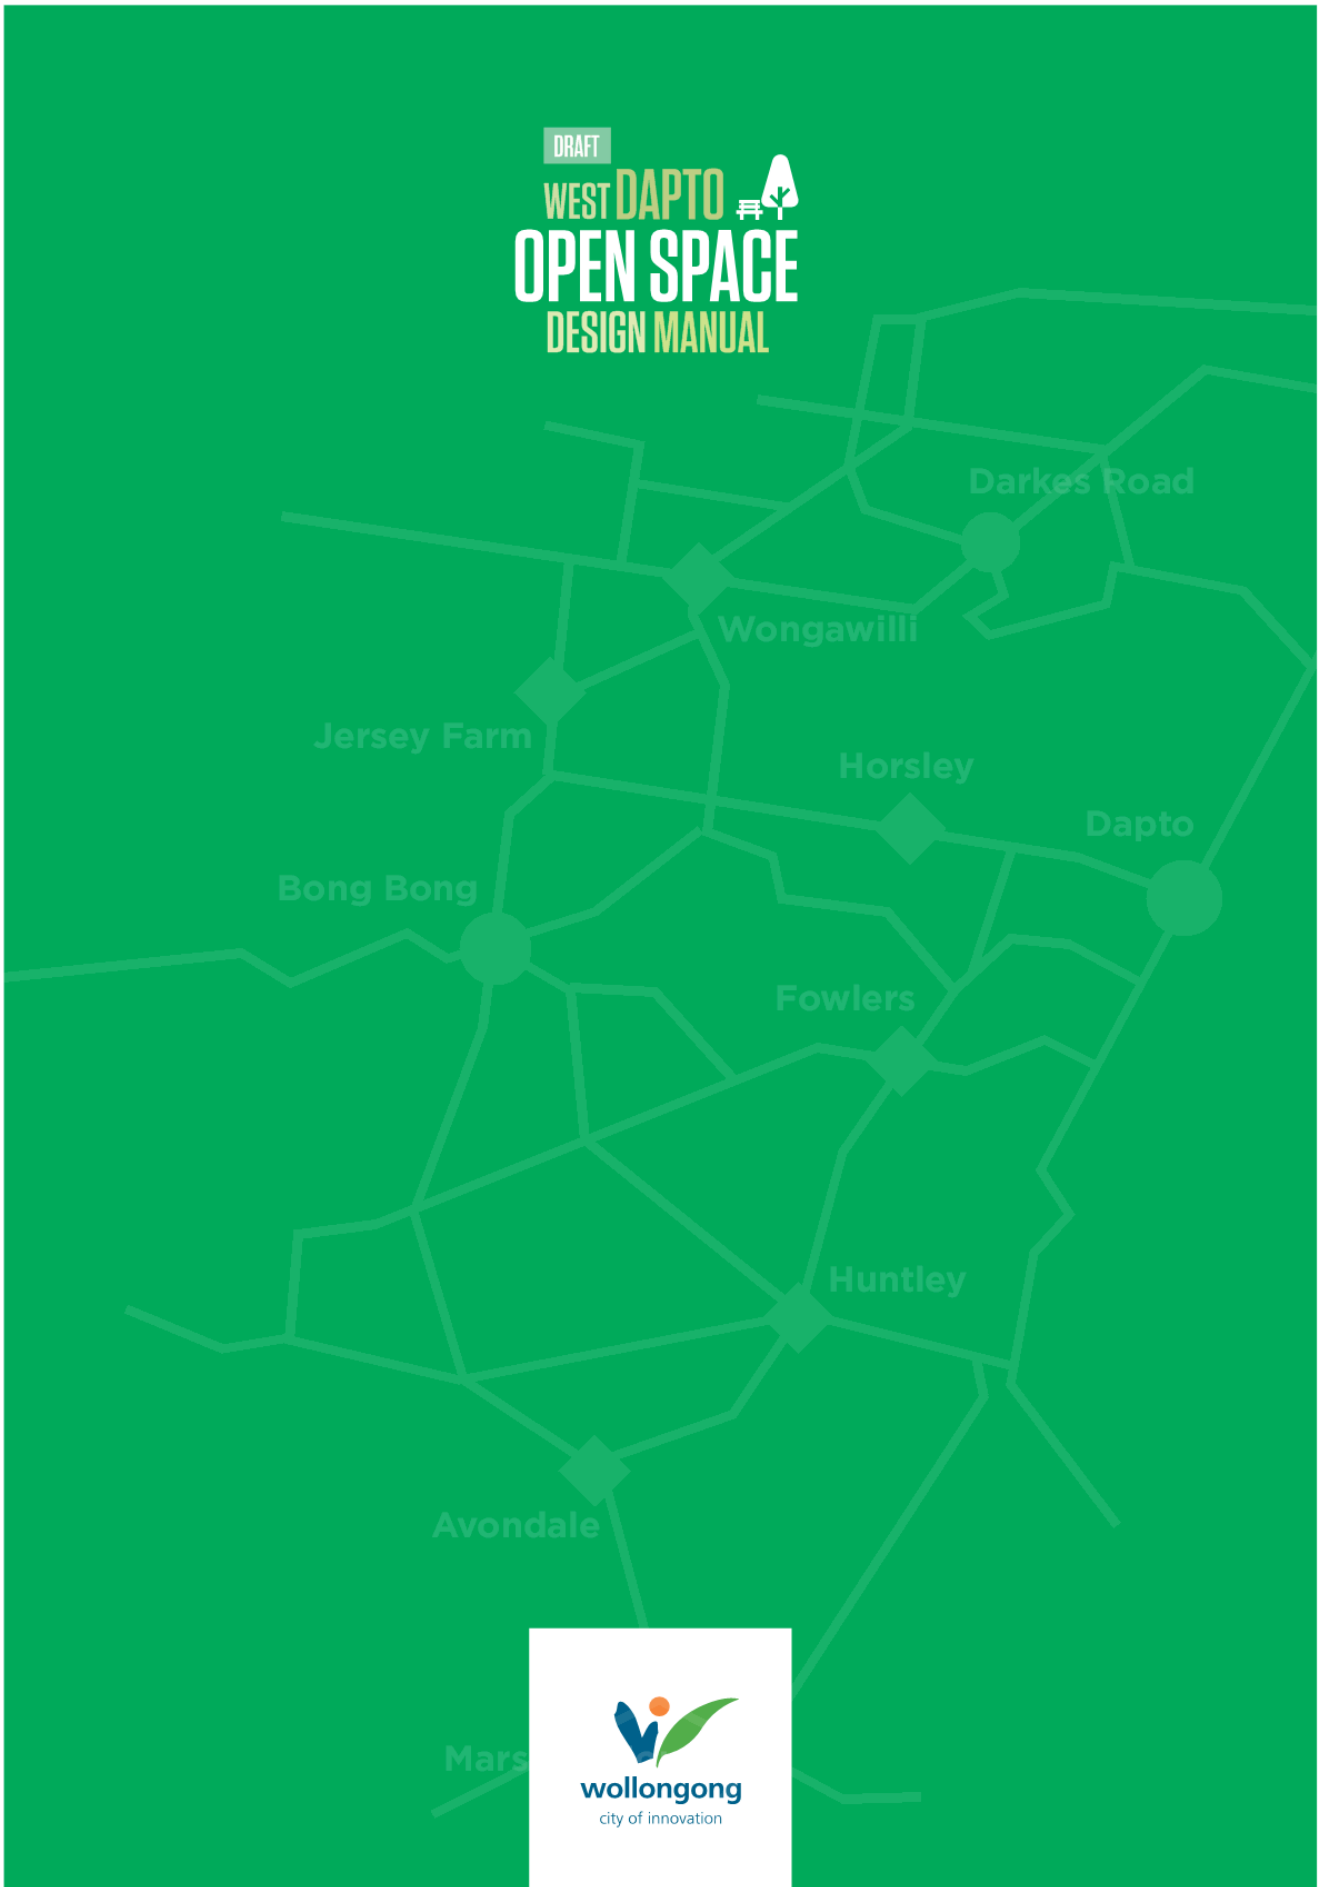 DRAFT
WEST DAPTO
OPEN SPACE
DESIGN MANUAL
Darkes Road
Wongawilli
Jersey Farm
Horsley
Dapto
Bong Bong
Fowlers
Huntley
Avondale
wollongong
city of innovation